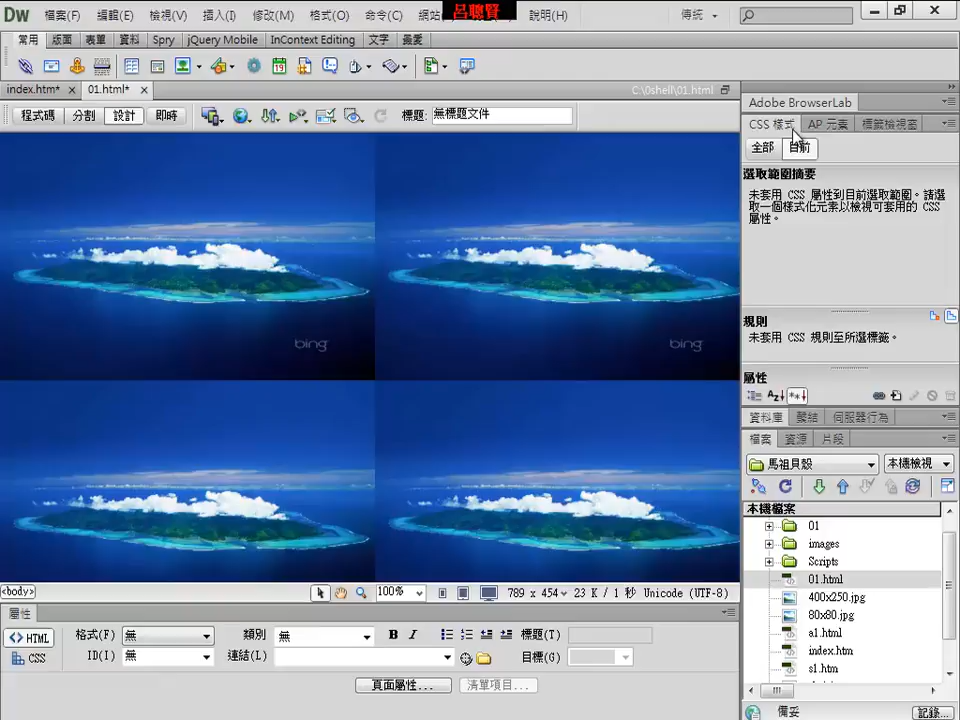 Dw 檔案(F) 編輯(E) 檢視(V) 插入(I) 修改(M) 格式(O) 命令(C) 網站 呂聰賢 說明(H) 傳統
常用 版面 表單 資料 Spry jQuery Mobile InContext Editing 文字 最愛
index.htm* 01.html* C:\0shell\01.html
程式碼 分割 設計 即時 標題: 無標題文件
Adobe BrowserLab
CSS 樣式 AP 元素 標籤檢視窗
全部 目前
選取範圍摘要
未套用 CSS 屬性到目前選取範圍。請選
取一個樣式化元素以檢視可套用的 CSS
屬性。
規則
未套用 CSS 規則至所選標籤。
屬性
資料庫 繫結 伺服器行為
檔案 資源 片段
馬祖貝殼 本機檢視
本機檔案
01
images
Scripts
01.html
400x250.jpg
80x80.jpg
a1.html
index.htm
s1.htm
備妥 記錄...
bing bing
<body> 100% 789 x 454 23 K / 1 秒 Unicode (UTF-8)
屬性
<> HTML 格式(F) 無 類別 無 B I 標題(T)
CSS ID(I) 無 連結(L) 目標(G)
頁面屬性... 清單項目...